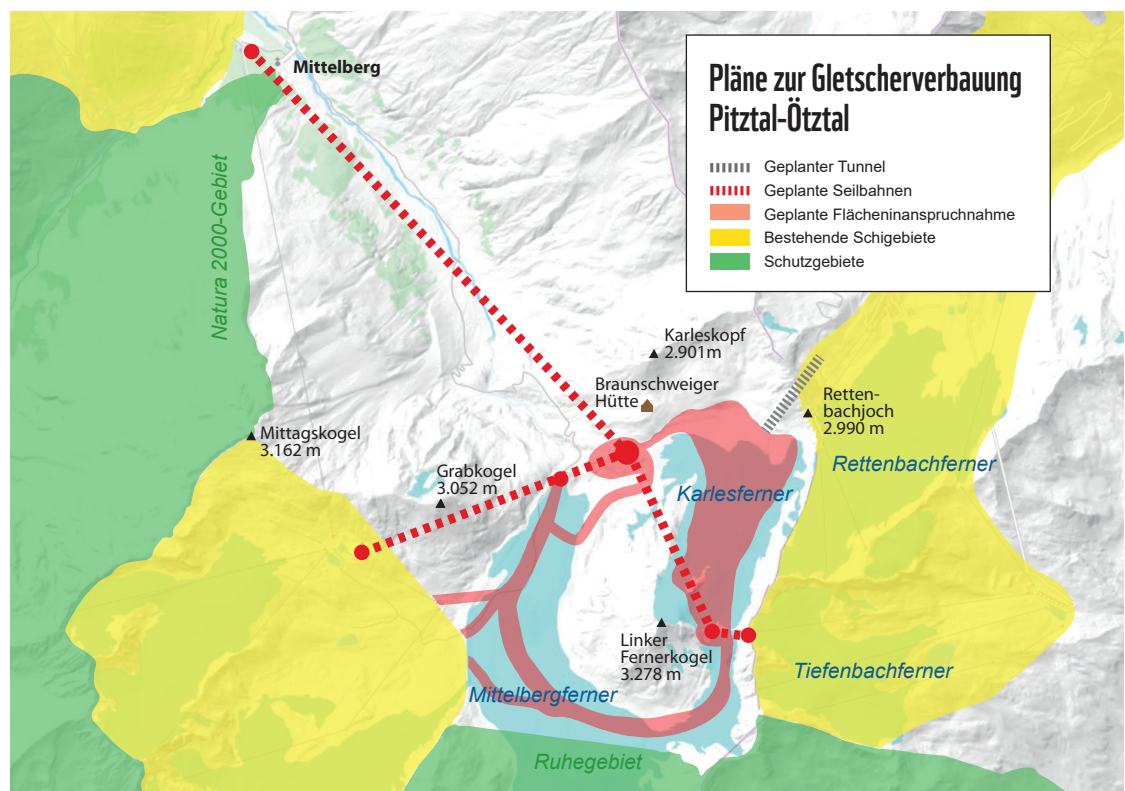 Mittelberg
Pläne zur Gletscherverbauung
Pitztal-Ötztal
Geplanter Tunnel
Geplante Seilbahnen
Geplante Flächeninanspruchnahme
Bestehende Schigebiete
Schutzgebiete
Natura 2000-Gebiet
Karleskopf
2.901m
Braunschweiger
Hütte
Retten-
bachjoch
2.990 m
Mittagskogel
3.162 m
Grabkogel
3.052 m
Rettenbachferner
Karlesferner
Linker
Fernerkogel
3.278 m
Tiefenbachferner
Mittelbergferner
Ruhegebiet